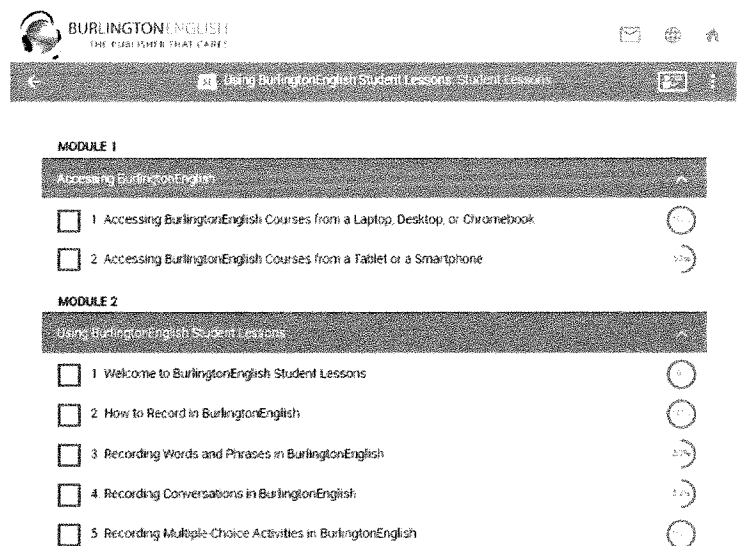 BURLINGTONENGLISH
THE PUBLISHER THAT CARES
Using BurlingtonEnglish Student Lessons: Student Lessons
MODULE 1
Accessing BurlingtonEnglish
1 Accessing BurlingtonEnglish Courses from a Laptop, Desktop, or Chromebook
2 Accessing BurlingtonEnglish Courses from a Tablet or a Smartphone
MODULE 2
Using BurlingtonEnglish Student Lessons
1 Welcome to BurlingtonEnglish Student Lessons
2 How to Record in BurlingtonEnglish
3 Recording Words and Phrases in BurlingtonEnglish
4 Recording Conversations in BurlingtonEnglish
5 Recording Multiple-Choice Activities in BurlingtonEnglish